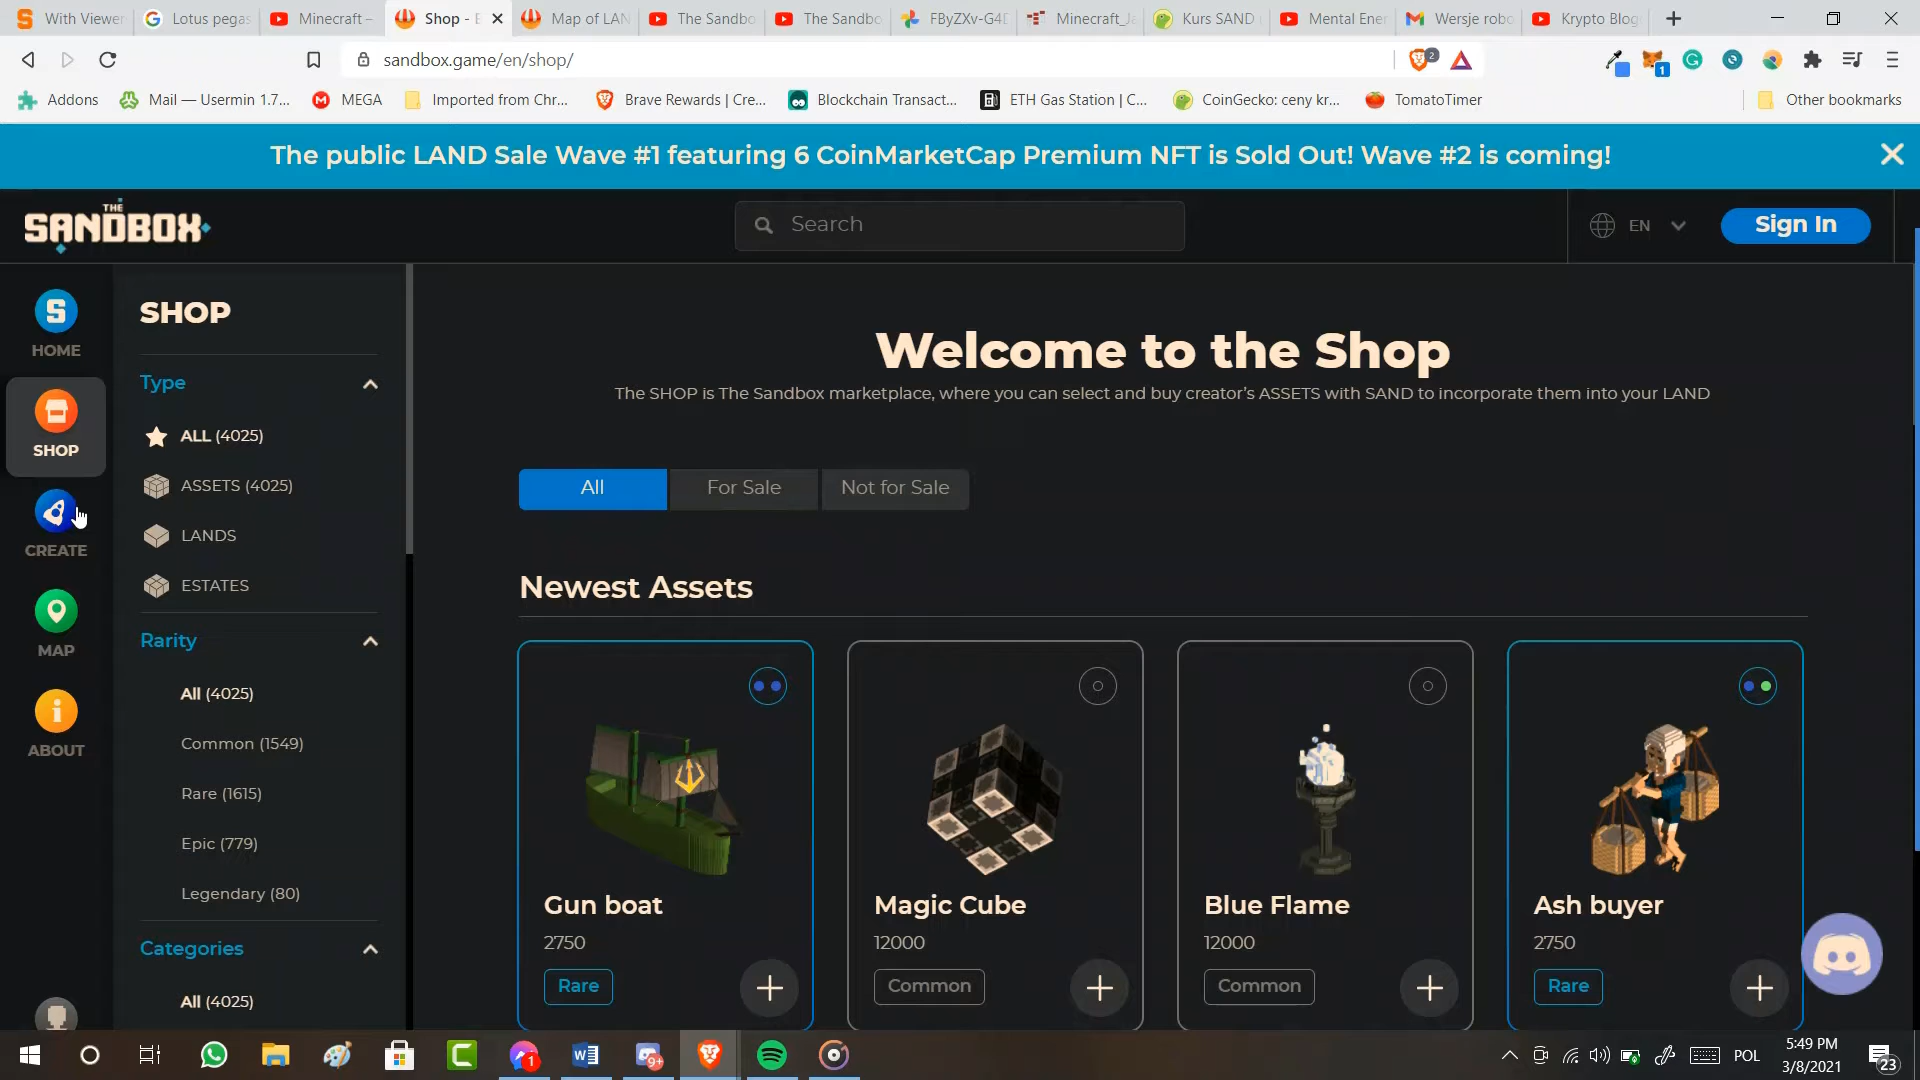 With Viewer
Lotus pegas
Minecraft –
Shop -
Map of LAN
The Sandbo
The Sandbo
FByZXv-G4
Minecraft_Ja
Kurs SAND
Mental Ener
Wersje robo
Krypto Blog
sandbox.game/en/shop/
2
1
Addons
Mail — Usermin 1.7...
MEGA
Imported from Chr...
Brave Rewards | Cre...
Blockchain Transact...
ETH Gas Station | C...
CoinGecko: ceny kr...
TomatoTimer
Other bookmarks
The public LAND Sale Wave #1 featuring 6 CoinMarketCap Premium NFT is Sold Out! Wave #2 is coming!
THE
SANDBOX
Search
EN
Sign In
HOME
SHOP
CREATE
MAP
ABOUT
SHOP
Type
ALL (4025)
ASSETS (4025)
LANDS
ESTATES
Rarity
All (4025)
Common (1549)
Rare (1615)
Epic (779)
Legendary (80)
Categories
All (4025)
Welcome to the Shop
The SHOP is The Sandbox marketplace, where you can select and buy creator's ASSETS with SAND to incorporate them into your LAND
All
For Sale
Not for Sale
Newest Assets
Gun boat
2750
Rare
Magic Cube
12000
Common
Blue Flame
12000
Common
Ash buyer
2750
Rare
1
9+
POL
5:49 PM
3/8/2021
23